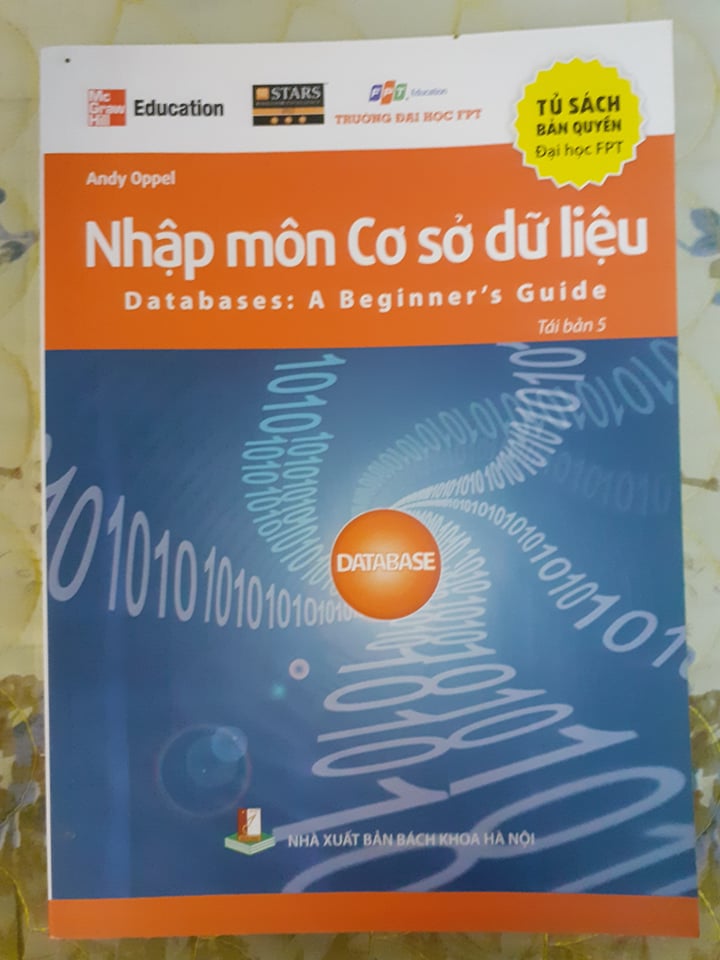 Mc
Graw
Hill
Education
STARS
FPT Education
TRƯỜNG ĐẠI HỌC FPT
TỦ SÁCH
BẢN QUYỀN
Đại học FPT
Andy Oppel
Nhập môn Cơ sở dữ liệu
Databases: A Beginner's Guide
Tái bản 5
DATABASE
NHÀ XUẤT BẢN BÁCH KHOA HÀ NỘI